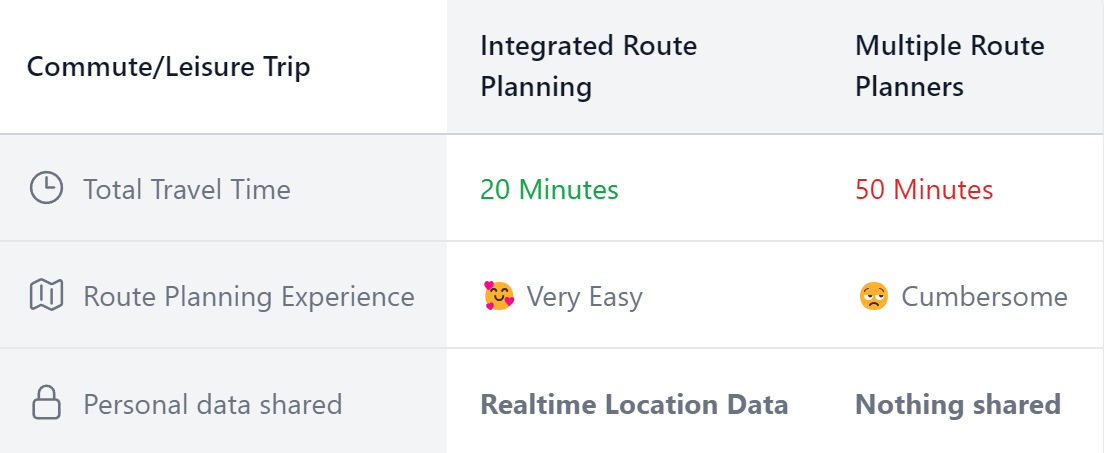 Commute/Leisure Trip
Integrated Route
Planning
Multiple Route
Planners
Total Travel Time
20 Minutes
50 Minutes
Route Planning Experience
🥰 Very Easy
😞 Cumbersome
Personal data shared
Realtime Location Data
Nothing shared